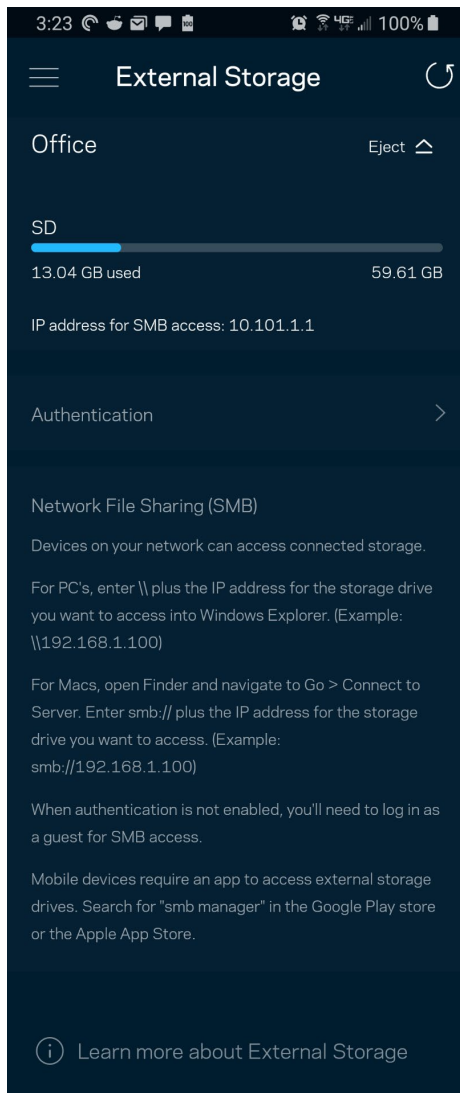 3:23 100 4GE 100%
External Storage
Office Eject
SD
13.04 GB used 59.61 GB
IP address for SMB access: 10.101.1.1
Authentication
Network File Sharing (SMB)
Devices on your network can access connected storage.
For PC's, enter \\ plus the IP address for the storage drive
you want to access into Windows Explorer. (Example:
\\192.168.1.100)
For Macs, open Finder and navigate to Go > Connect to
Server. Enter smb:// plus the IP address for the storage
drive you want to access. (Example:
smb://192.168.1.100)
When authentication is not enabled, you'll need to log in as
a guest for SMB access.
Mobile devices require an app to access external storage
drives. Search for "smb manager" in the Google Play store
or the Apple App Store.
Learn more about External Storage